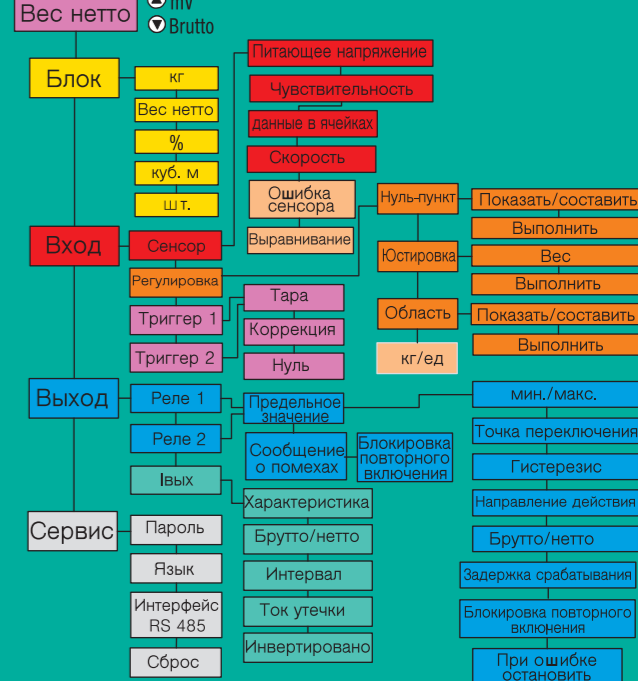 Вес нетто
mV
Brutto
Блок
кг
Вес нетто
%
куб. м
шт.
Питающее напряжение
Чувствительность
данные в ячейках
Скорость
Ошибка
сенсора
Выравнивание
Вход
Сенсор
Регулировка
Триггер 1
Триггер 2
Тара
Коррекция
Нуль
Нуль-пункт
Показать/составить
Выполнить
Юстировка
Вес
Выполнить
Область
Показать/составить
Выполнить
кг/ед
Выход
Реле 1
Реле 2
Iвых
Предельное
значение
Сообщение
о помехах
Блокировка
повторного
включения
мин./макс.
Точка переключения
Гистерезис
Направление действия
Брутто/нетто
Задержка срабатывания
Блокировка повторного
включения
При ошибке
остановить
Характеристика
Брутто/нетто
Интервал
Ток утечки
Инвертировано
Сервис
Пароль
Язык
Интерфейс
RS 485
Сброс